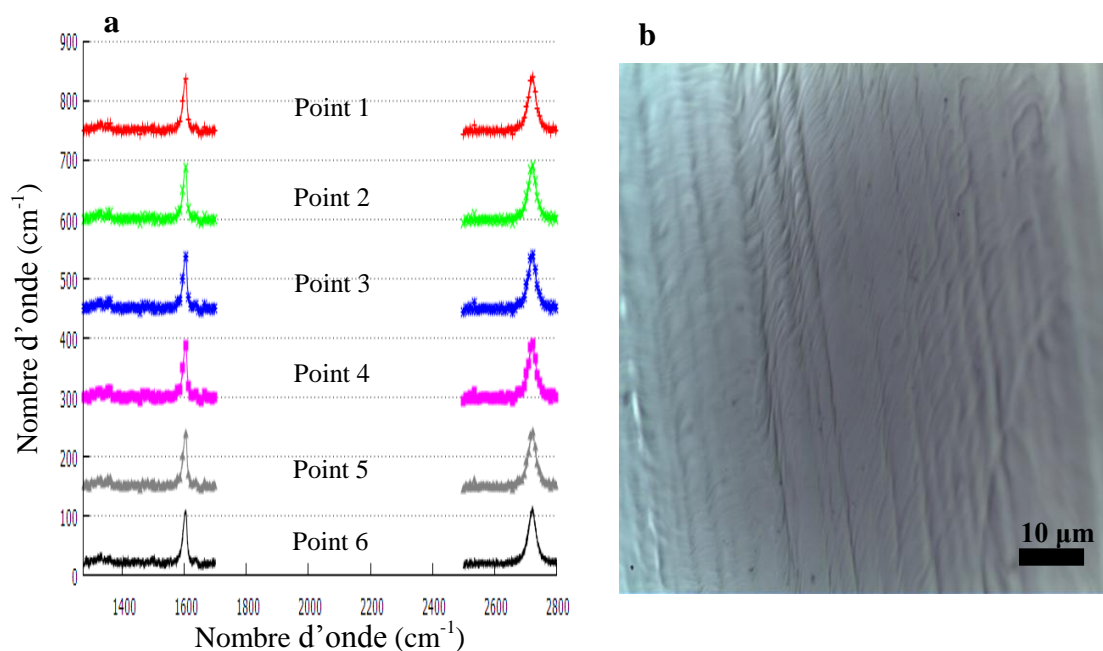 a
b
900
800
700
600
500
400
300
200
100
0
Nombre d'onde (cm-1)
Point 1
Point 2
Point 3
Point 4
Point 5
Point 6
1400 1600 1800 2000 2200 2400 2600 2800
Nombre d'onde (cm-1)
10 µm